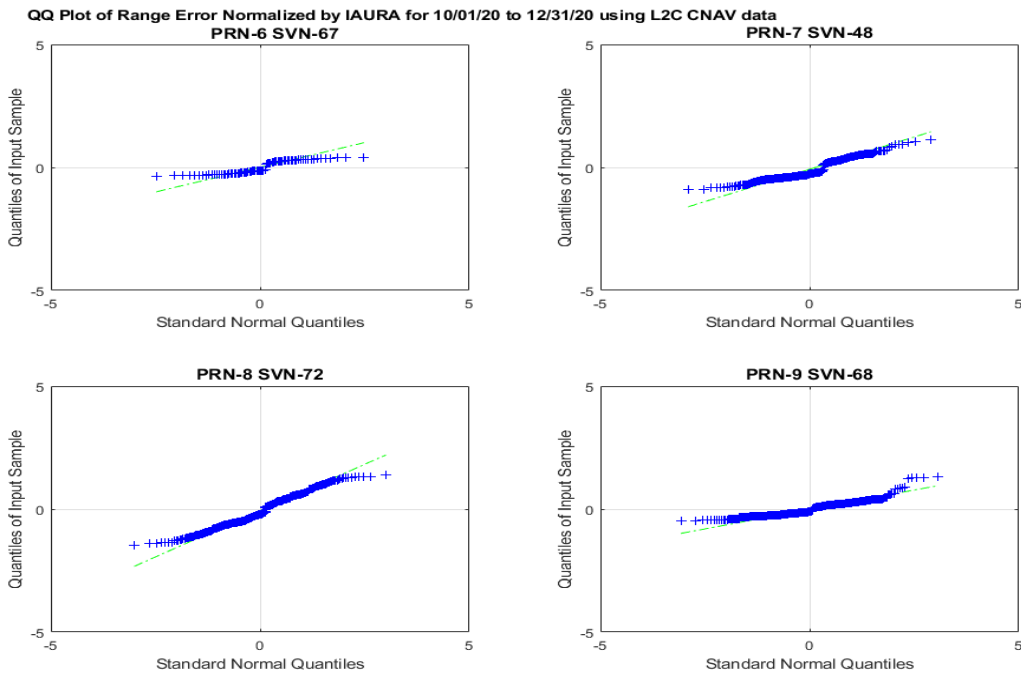 QQ Plot of Range Error Normalized by IAURA for 10/01/20 to 12/31/20 using L2C CNAV data
PRN-6 SVN-67
5
0
-5
Quantiles of Input Sample
-5
0
5
Standard Normal Quantiles
PRN-7 SVN-48
5
0
-5
Quantiles of Input Sample
-5
0
5
Standard Normal Quantiles
PRN-8 SVN-72
5
0
-5
Quantiles of Input Sample
-5
0
5
Standard Normal Quantiles
PRN-9 SVN-68
5
0
-5
Quantiles of Input Sample
-5
0
5
Standard Normal Quantiles